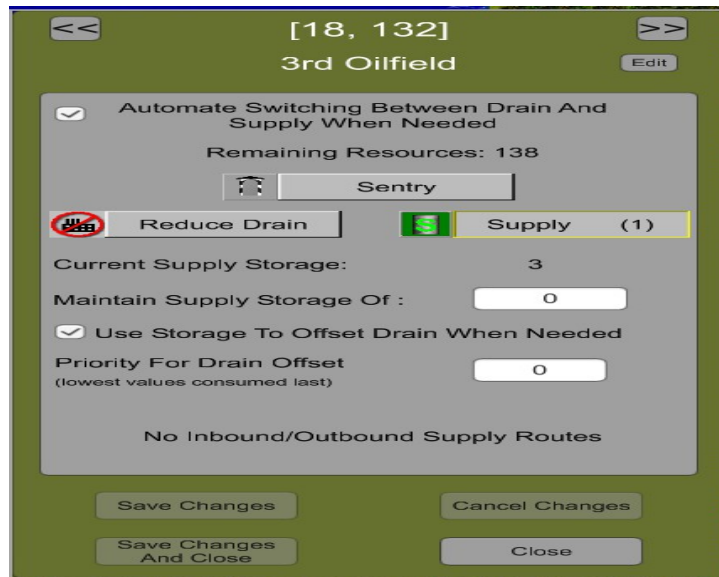 << [18, 132] >>
3rd Oilfield Edit
Automate Switching Between Drain And
Supply When Needed
Remaining Resources: 138
Sentry
Reduce Drain S Supply (1)
Current Supply Storage: 3
Maintain Supply Storage Of : 0
Use Storage To Offset Drain When Needed
Priority For Drain Offset 0
(lowest values consumed last)
No Inbound/Outbound Supply Routes
Save Changes Cancel Changes
Save Changes
And Close Close